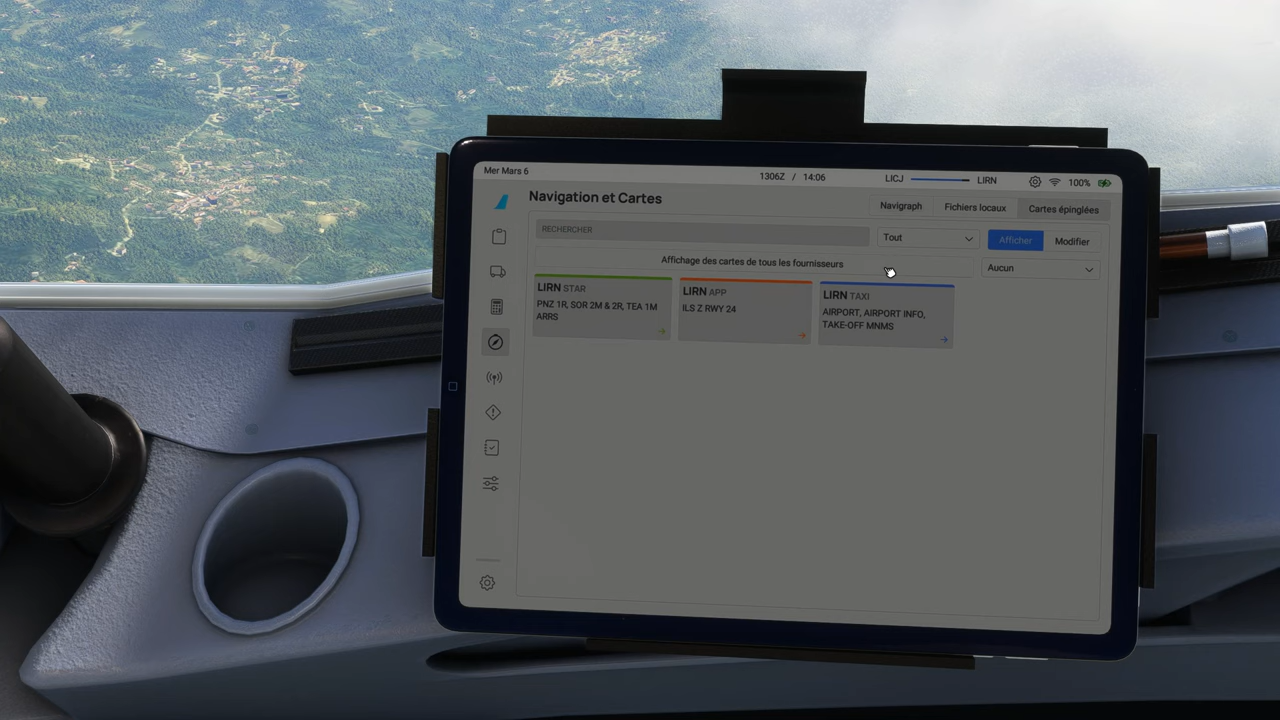 Mer Mars 6
1306Z / 14:06
LICJ LIRN
100%
Navigation et Cartes
Navigraph
Fichiers locaux
Cartes épinglées
RECHERCHER
Tout
Afficher
Modifier
Affichage des cartes de tous les fournisseurs
Aucun
LIRN STAR
PNZ 1R, SOR 2M & 2R, TEA 1M
ARRS
LIRN APP
ILS Z RWY 24
LIRN TAXI
AIRPORT, AIRPORT INFO,
TAKE-OFF MNMS